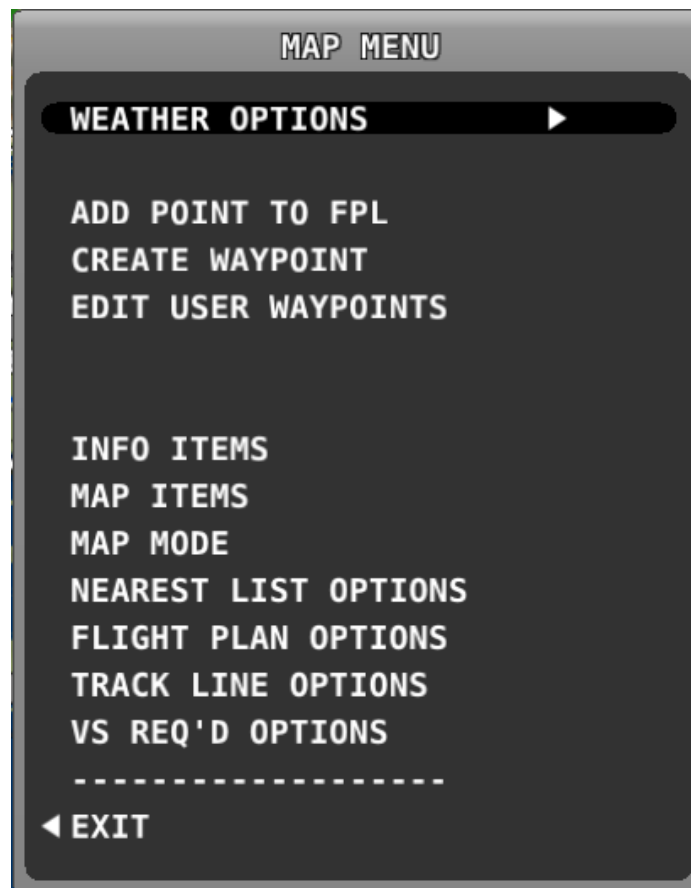 MAP MENU
WEATHER OPTIONS ▶
ADD POINT TO FPL
CREATE WAYPOINT
EDIT USER WAYPOINTS
INFO ITEMS
MAP ITEMS
MAP MODE
NEAREST LIST OPTIONS
FLIGHT PLAN OPTIONS
TRACK LINE OPTIONS
VS REQ'D OPTIONS
-------------------
◀ EXIT